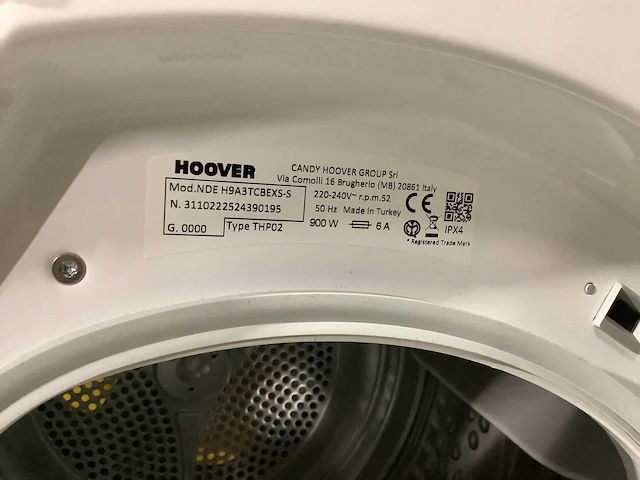 HOOVER
CANDY HOOVER GROUP Srl
Via Comolli 16 Brugherio (MB) 20861 Italy
Mod.NDE H9A3TCBEXS-S
N. 3110222524390195
G. 0000
Type THP02
220-240V~ r.p.m.52
50 Hz Made in Turkey
900 W 6 A
CE
IPX4
* Registered Trade Mark